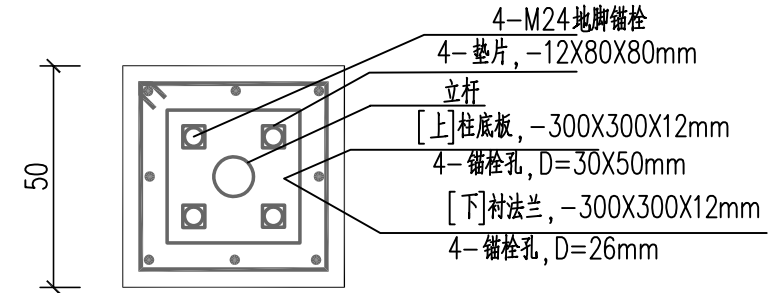 4-M24地脚锚栓
4-垫片,-12X80X80mm
立杆
[上]柱底板,-300X300X12mm
4-锚栓孔,D=30X50mm
[下]衬法兰,-300X300X12mm
4-锚栓孔,D=26mm
50